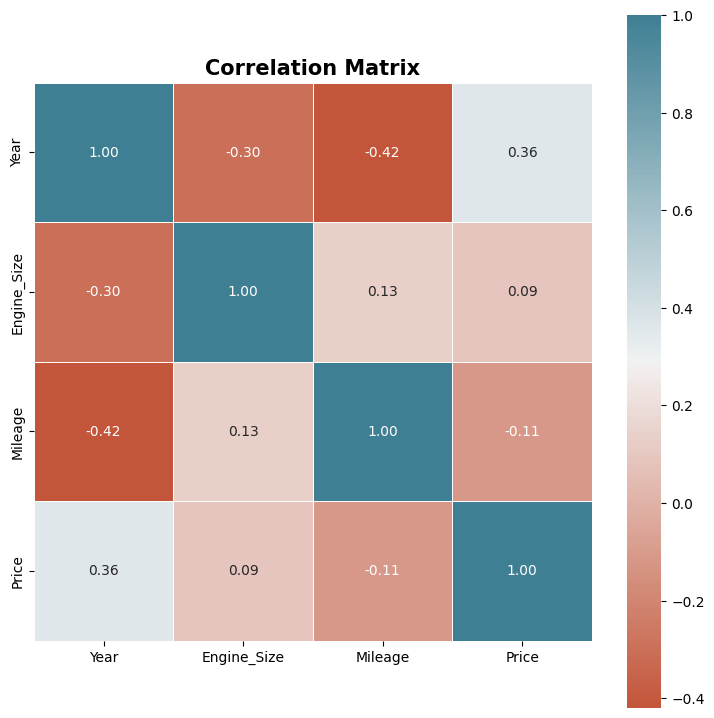 Correlation Matrix
Year
1.00
-0.30
-0.42
0.36
Engine_Size
-0.30
1.00
0.13
0.09
Mileage
-0.42
0.13
1.00
-0.11
Price
0.36
0.09
-0.11
1.00
Year
Engine_Size
Mileage
Price
1.0
0.8
0.6
0.4
0.2
0.0
−0.2
−0.4